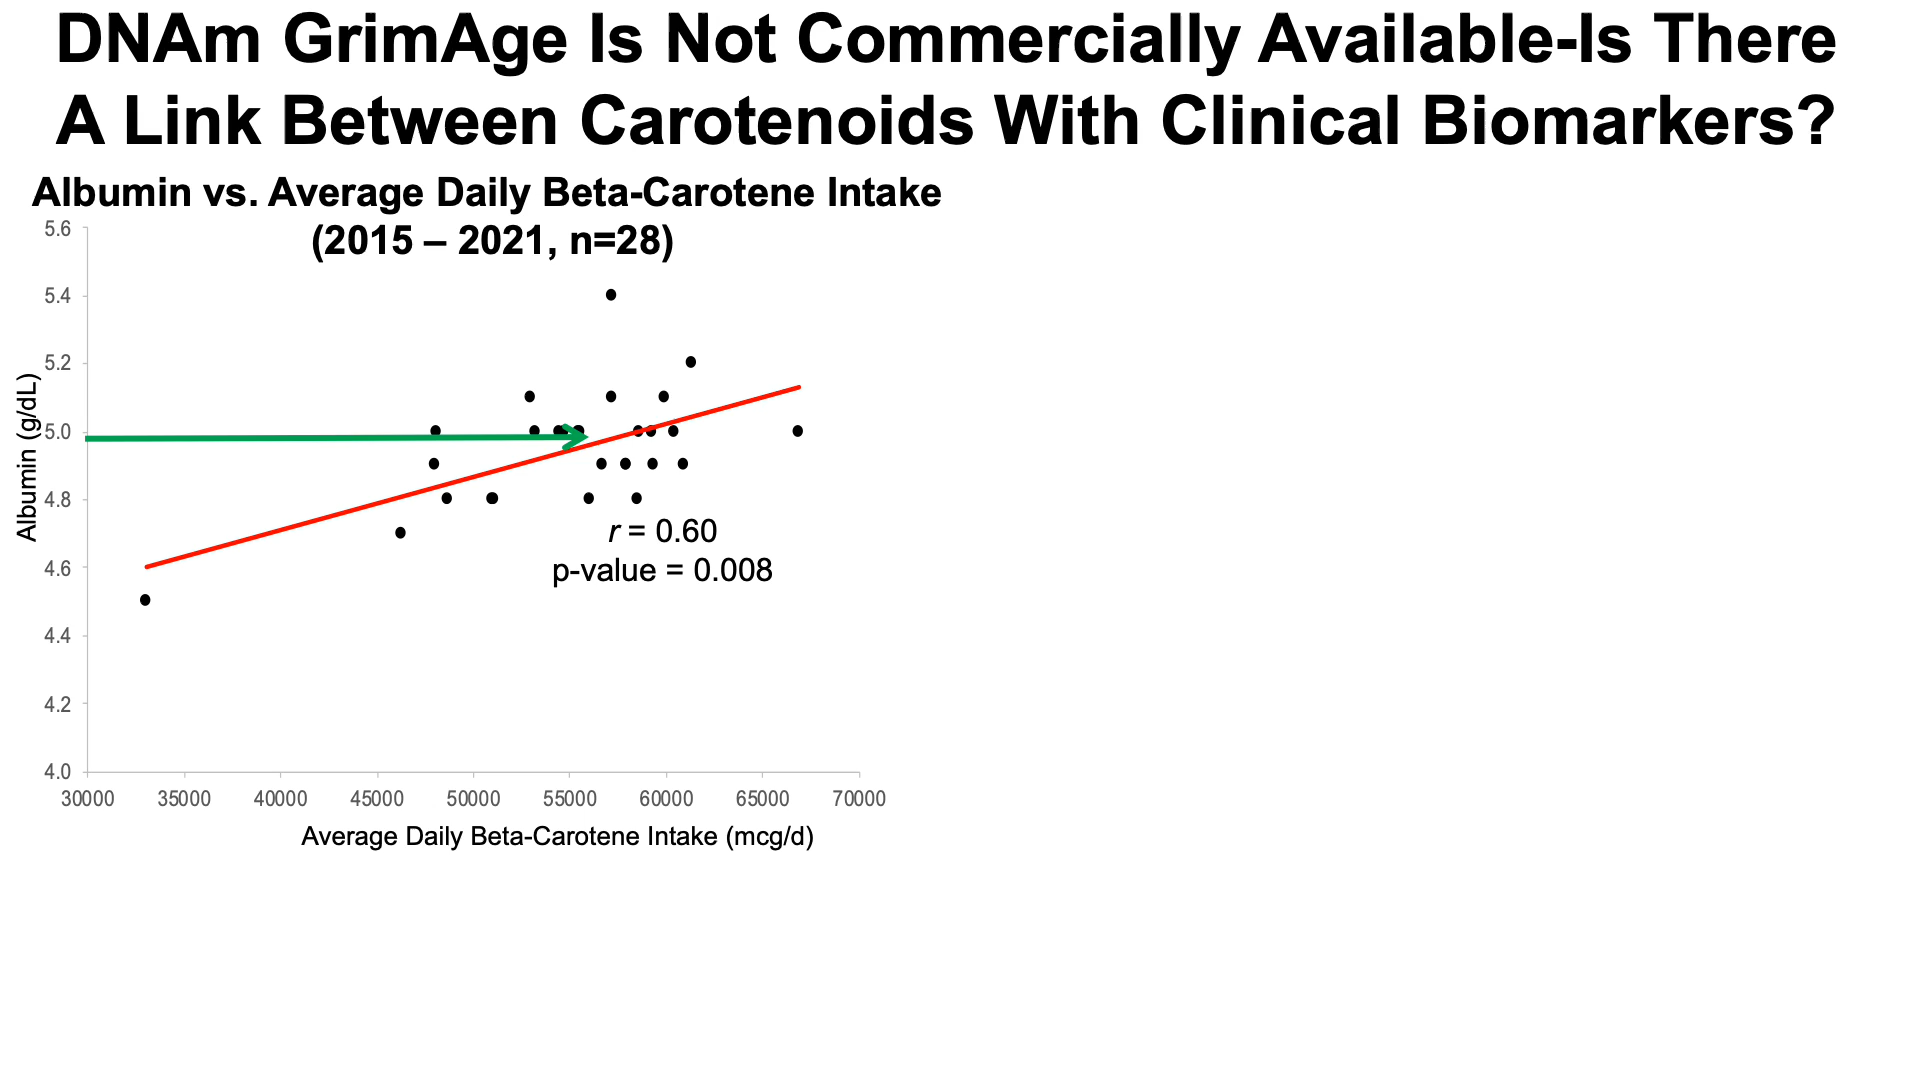 DNAm GrimAge Is Not Commercially Available-Is There
A Link Between Carotenoids With Clinical Biomarkers?
Albumin vs. Average Daily Beta-Carotene Intake
(2015 – 2021, n=28)
5.6
5.4
5.2
5.0
4.8
4.6
4.4
4.2
4.0
Albumin (g/dL)
r = 0.60
p-value = 0.008
30000 35000 40000 45000 50000 55000 60000 65000 70000
Average Daily Beta-Carotene Intake (mcg/d)